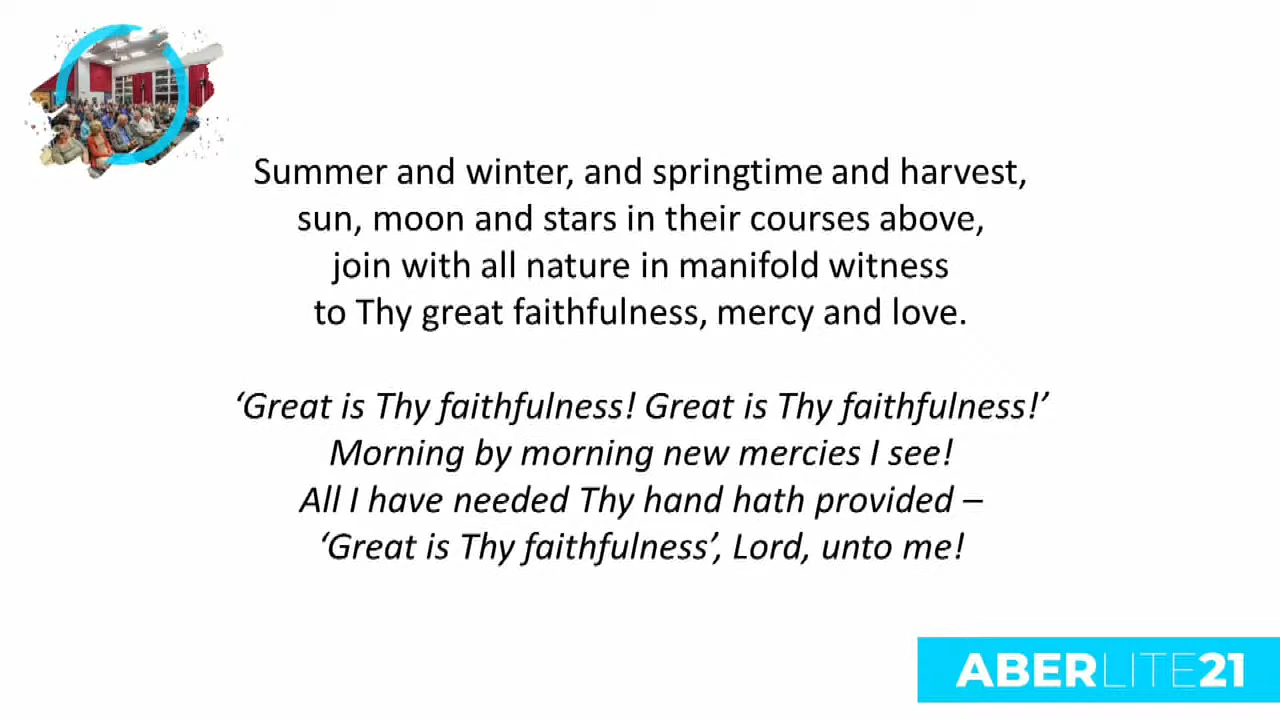 Summer and winter, and springtime and harvest,
sun, moon and stars in their courses above,
join with all nature in manifold witness
to Thy great faithfulness, mercy and love.
‘Great is Thy faithfulness! Great is Thy faithfulness!’
Morning by morning new mercies I see!
All I have needed Thy hand hath provided –
‘Great is Thy faithfulness’, Lord, unto me!
ABERLITE21